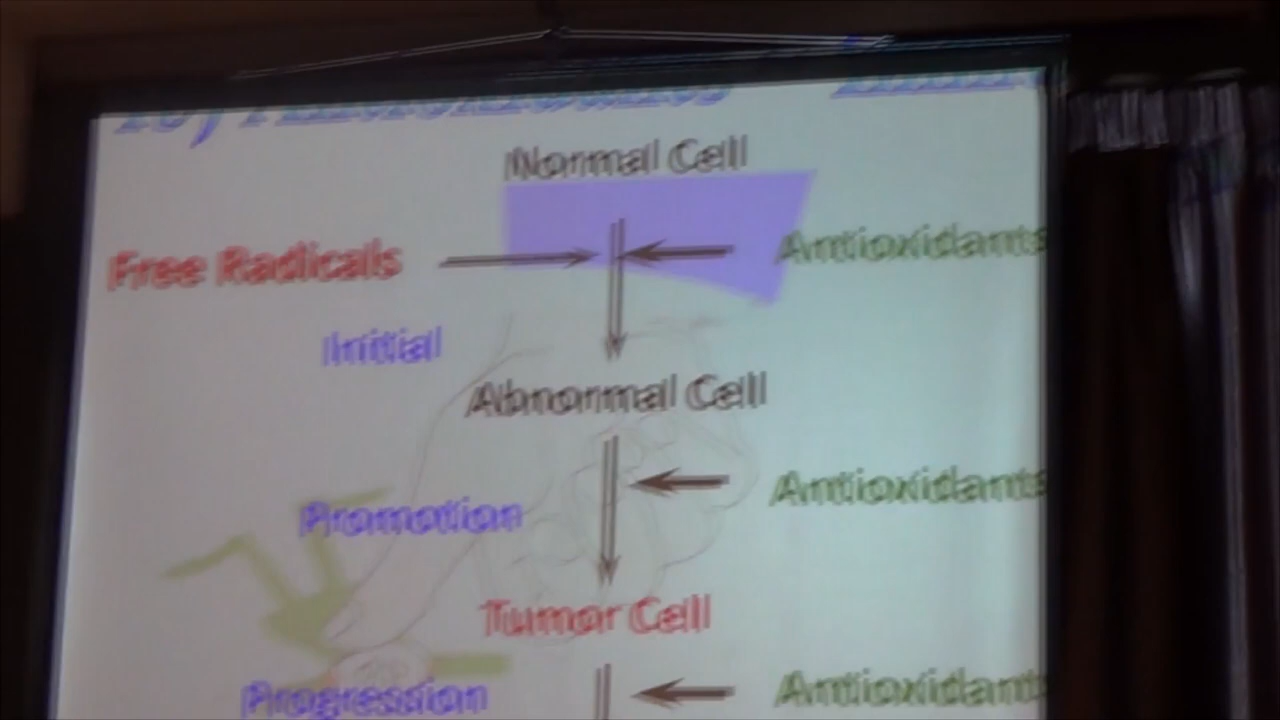 Normal Cell
Free Radicals
Antioxidants
Initial
Abnormal Cell
Promotion
Antioxidants
Tumor Cell
Progression
Antioxidants